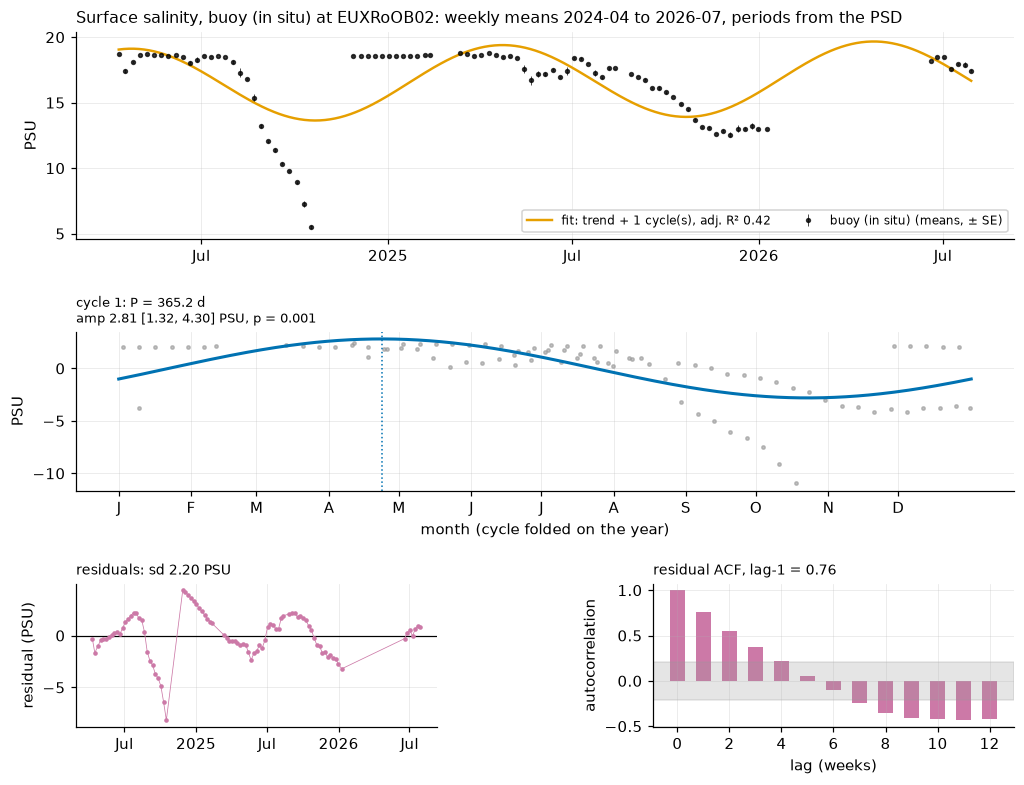 Surface salinity, buoy (in situ) at EUXRoOB02: weekly means 2024-04 to 2026-07, periods from the PSD
PSU
20
15
10
5
fit: trend + 1 cycle(s), adj. R² 0.42
buoy (in situ) (means, ± SE)
Jul
2025
Jul
2026
Jul
cycle 1: P = 365.2 d
amp 2.81 [1.32, 4.30] PSU, p = 0.001
PSU
0
−5
−10
J F M A M J J A S O N D
month (cycle folded on the year)
residuals: sd 2.20 PSU
residual (PSU)
0
−5
Jul
2025
Jul
2026
Jul
residual ACF, lag-1 = 0.76
autocorrelation
1.0
0.5
0.0
−0.5
0 2 4 6 8 10 12
lag (weeks)